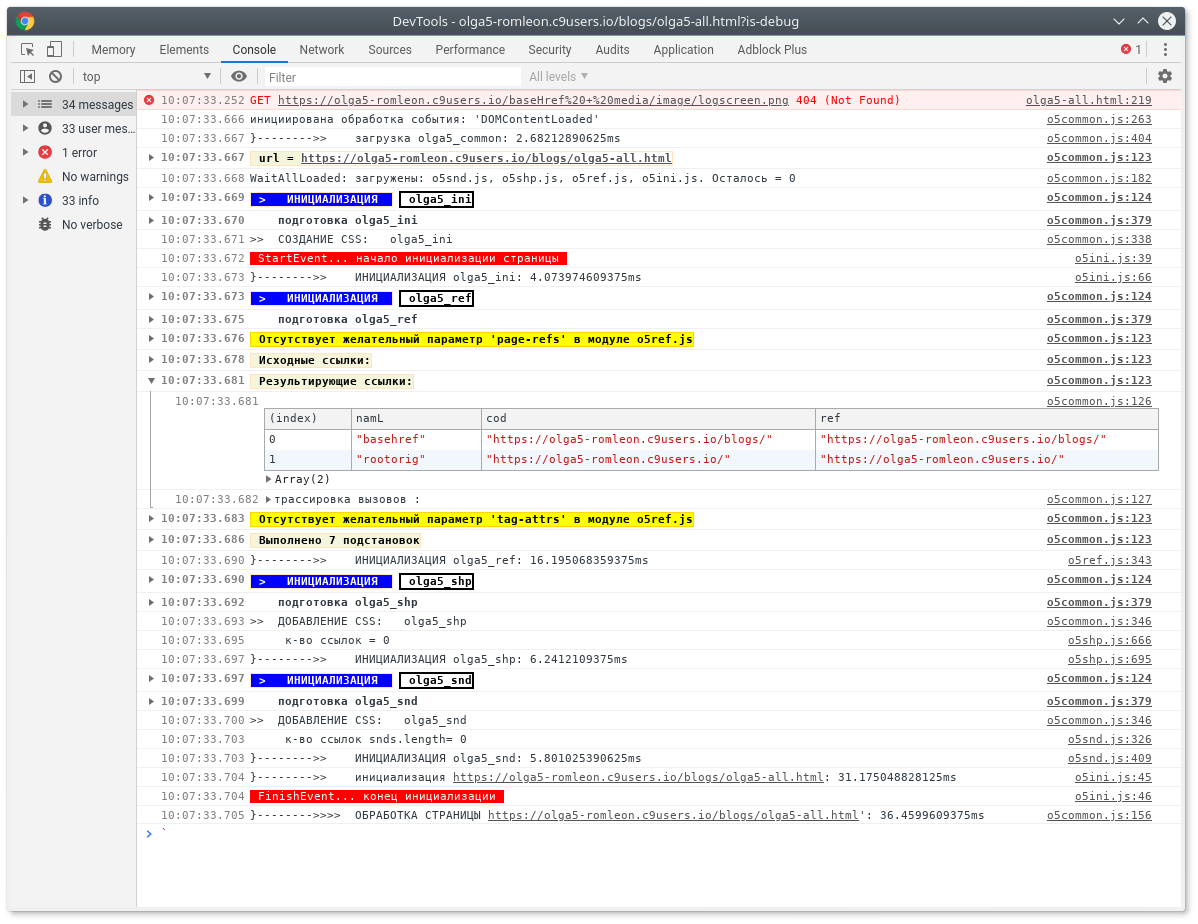 DevTools - olga5-romleon.c9users.io/blogs/olga5-all.html?is-debug
Memory Elements Console Network Sources Performance Security Audits Application Adblock Plus 1
top Filter All levels
34 messages
33 user mes...
1 error
No warnings
33 info
No verbose
10:07:33.252 GET https://olga5-romleon.c9users.io/baseHref%20+%20media/image/logscreen.png 404 (Not Found) olga5-all.html:219
10:07:33.666 инициирована обработка события: 'DOMContentLoaded' o5common.js:263
10:07:33.667 }-------->> загрузка olga5_common: 2.68212890625ms o5common.js:404
10:07:33.667 url = https://olga5-romleon.c9users.io/blogs/olga5-all.html o5common.js:123
10:07:33.668 WaitAllLoaded: загружены: o5snd.js, o5shp.js, o5ref.js, o5ini.js. Осталось = 0 o5common.js:182
10:07:33.669 > ИНИЦИАЛИЗАЦИЯ olga5_ini o5common.js:124
10:07:33.670 подготовка olga5_ini o5common.js:379
10:07:33.671 >> СОЗДАНИЕ CSS: olga5_ini o5common.js:338
10:07:33.672 StartEvent... начало инициализации страницы o5ini.js:39
10:07:33.673 }-------->> ИНИЦИАЛИЗАЦИЯ olga5_ini: 4.073974609375ms o5ini.js:66
10:07:33.673 > ИНИЦИАЛИЗАЦИЯ olga5_ref o5common.js:124
10:07:33.675 подготовка olga5_ref o5common.js:379
10:07:33.676 Отсутствует желательный параметр 'page-refs' в модуле o5ref.js o5common.js:123
10:07:33.678 Исходные ссылки: o5common.js:123
10:07:33.681 Результирующие ссылки: o5common.js:123
10:07:33.681 o5common.js:126
(index) namL cod ref
0 "basehref" "https://olga5-romleon.c9users.io/blogs/" "https://olga5-romleon.c9users.io/blogs/"
1 "rootorig" "https://olga5-romleon.c9users.io/" "https://olga5-romleon.c9users.io/"
Array(2)
10:07:33.682 трассировка вызовов : o5common.js:127
10:07:33.683 Отсутствует желательный параметр 'tag-attrs' в модуле o5ref.js o5common.js:123
10:07:33.686 Выполнено 7 подстановок o5common.js:123
10:07:33.690 }-------->> ИНИЦИАЛИЗАЦИЯ olga5_ref: 16.195068359375ms o5ref.js:343
10:07:33.690 > ИНИЦИАЛИЗАЦИЯ olga5_shp o5common.js:124
10:07:33.692 подготовка olga5_shp o5common.js:379
10:07:33.693 >> ДОБАВЛЕНИЕ CSS: olga5_shp o5common.js:346
10:07:33.695 к-во ссылок = 0 o5shp.js:666
10:07:33.697 }-------->> ИНИЦИАЛИЗАЦИЯ olga5_shp: 6.2412109375ms o5shp.js:695
10:07:33.697 > ИНИЦИАЛИЗАЦИЯ olga5_snd o5common.js:124
10:07:33.699 подготовка olga5_snd o5common.js:379
10:07:33.700 >> ДОБАВЛЕНИЕ CSS: olga5_snd o5common.js:346
10:07:33.703 к-во ссылок snds.length= 0 o5snd.js:326
10:07:33.703 }-------->> ИНИЦИАЛИЗАЦИЯ olga5_snd: 5.801025390625ms o5snd.js:409
10:07:33.704 }-------->> инициализация https://olga5-romleon.c9users.io/blogs/olga5-all.html: 31.175048828125ms o5ini.js:45
10:07:33.704 FinishEvent... конец инициализации o5ini.js:46
10:07:33.705 }-------->>>> ОБРАБОТКА СТРАНИЦЫ https://olga5-romleon.c9users.io/blogs/olga5-all.html': 36.4599609375ms o5common.js:156
> `